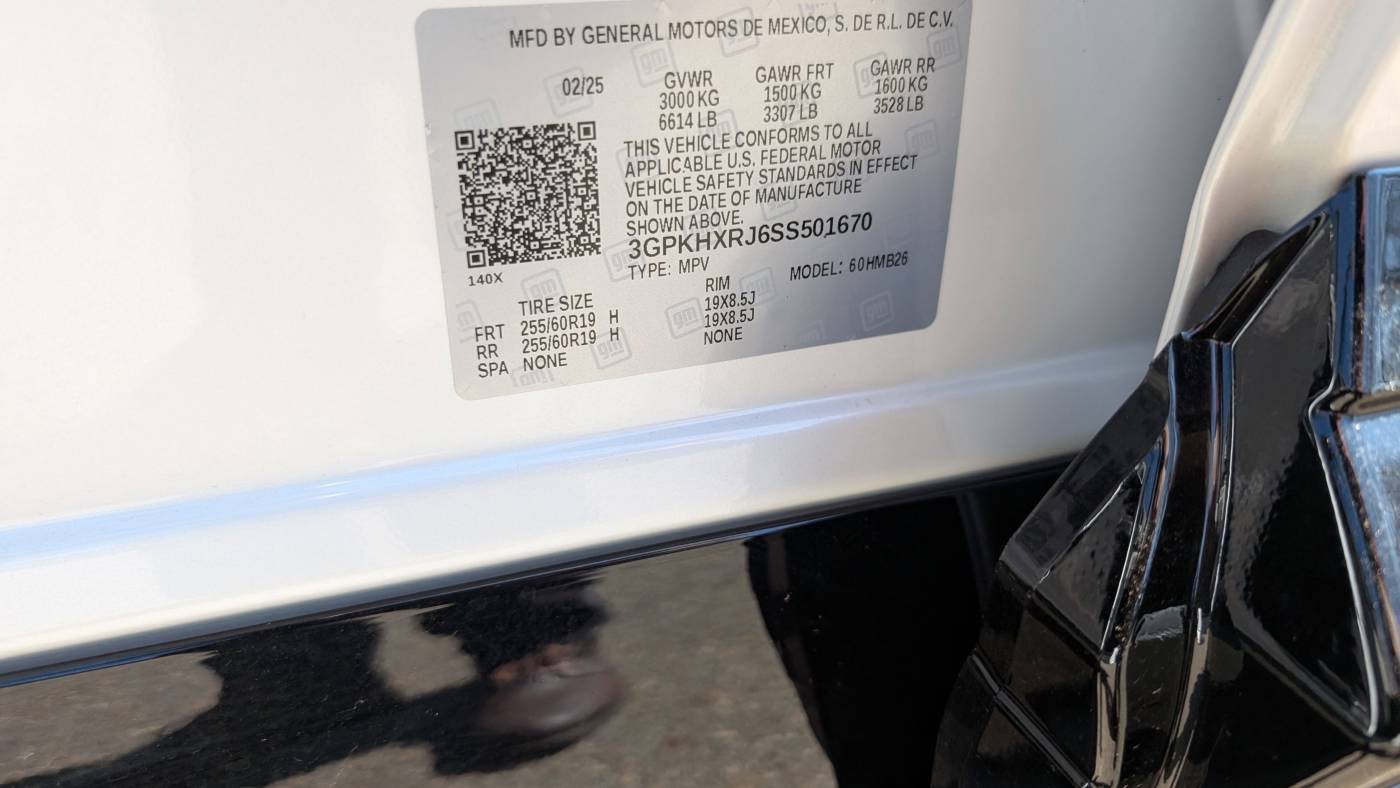 MFD BY GENERAL MOTORS DE MEXICO, S. DE R.L. DE C.V.
02/25
GVWR
3000 KG
6614 LB
GAWR FRT
1500 KG
3307 LB
GAWR RR
1600 KG
3528 LB
THIS VEHICLE CONFORMS TO ALL
APPLICABLE U.S. FEDERAL MOTOR
VEHICLE SAFETY STANDARDS IN EFFECT
ON THE DATE OF MANUFACTURE
SHOWN ABOVE.
3GPKHXRJ6SS501670
TYPE: MPV MODEL: 60HMB26
140X
TIRE SIZE RIM
FRT 255/60R19 H 19X8.5J
RR 255/60R19 H 19X8.5J
SPA NONE NONE